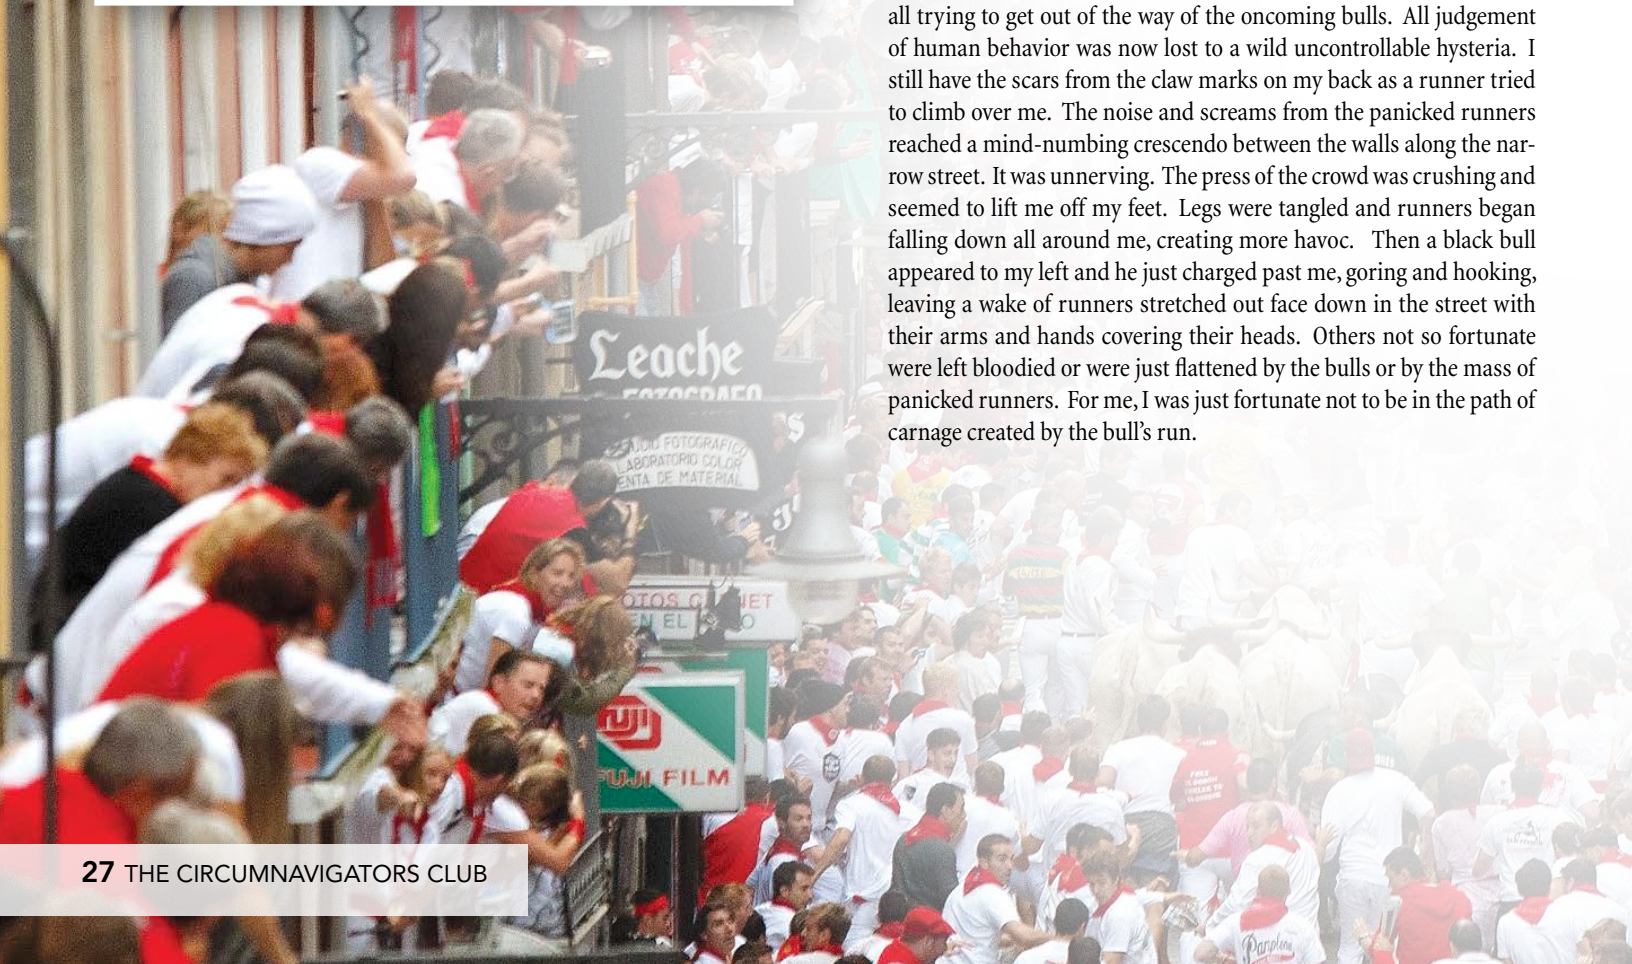 all trying to get out of the way of the oncoming bulls. All judgement
of human behavior was now lost to a wild uncontrollable hysteria. I
still have the scars from the claw marks on my back as a runner tried
to climb over me. The noise and screams from the panicked runners
reached a mind-numbing crescendo between the walls along the nar-
row street. It was unnerving. The press of the crowd was crushing and
seemed to lift me off my feet. Legs were tangled and runners began
falling down all around me, creating more havoc. Then a black bull
appeared to my left and he just charged past me, goring and hooking,
leaving a wake of runners stretched out face down in the street with
their arms and hands covering their heads. Others not so fortunate
were left bloodied or were just flattened by the bulls or by the mass of
panicked runners. For me, I was just fortunate not to be in the path of
carnage created by the bull’s run.
Leache
FOTOGRAFO
FOTOGRAFICO
LABORATORIO COLOR
DE MATERIAL
EN EL
FUJI
FUJI FILM
Pamplona
27 THE CIRCUMNAVIGATORS CLUB